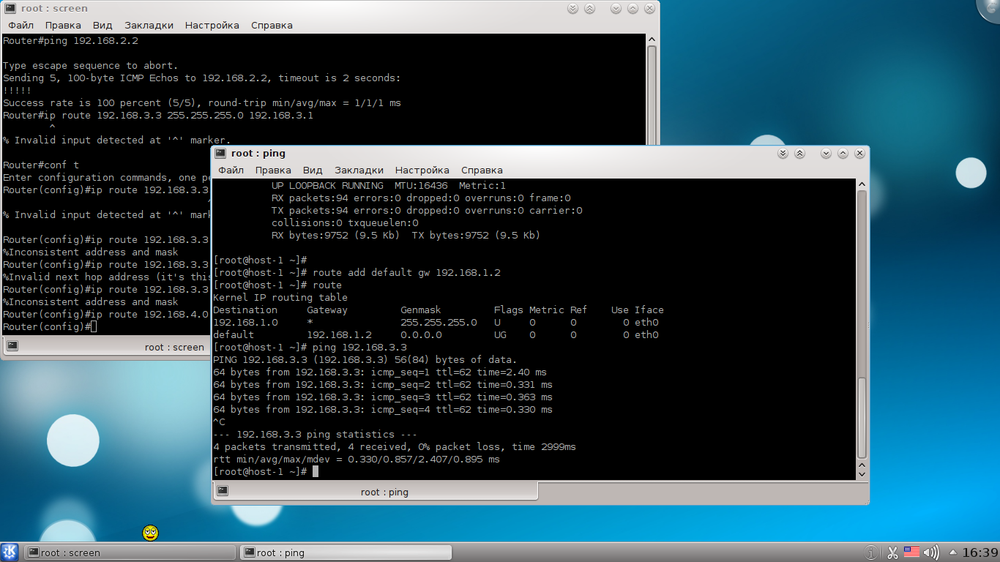 root : screen
Файл Правка Вид Закладки Настройка Справка
Router#ping 192.168.2.2
Type escape sequence to abort.
Sending 5, 100-byte ICMP Echos to 192.168.2.2, timeout is 2 seconds:
!!!!!
Success rate is 100 percent (5/5), round-trip min/avg/max = 1/1/1 ms
Router#ip route 192.168.3.3 255.255.255.0 192.168.3.1
^
% Invalid input detected at '^' marker.
Router#conf t
Enter configuration commands, one pe
Router(config)#ip route 192.168.3.3
^
% Invalid input detected at '^' mark
Router(config)#ip route 192.168.3.3
%Inconsistent address and mask
Router(config)#ip route 192.168.3.3
%Invalid next hop address (it's this
Router(config)#ip route 192.168.3.3
%Inconsistent address and mask
Router(config)#ip route 192.168.4.0
Router(config)#
root : screen
root : ping
Файл Правка Вид Закладки Настройка Справка
UP LOOPBACK RUNNING  MTU:16436  Metric:1
RX packets:94 errors:0 dropped:0 overruns:0 frame:0
TX packets:94 errors:0 dropped:0 overruns:0 carrier:0
collisions:0 txqueuelen:0
RX bytes:9752 (9.5 Kb)  TX bytes:9752 (9.5 Kb)
[root@host-1 ~]#
[root@host-1 ~]# route add default gw 192.168.1.2
[root@host-1 ~]# route
Kernel IP routing table
Destination     Gateway         Genmask         Flags Metric Ref    Use Iface
192.168.1.0     *               255.255.255.0   U     0      0        0 eth0
default         192.168.1.2     0.0.0.0         UG    0      0        0 eth0
[root@host-1 ~]# ping 192.168.3.3
PING 192.168.3.3 (192.168.3.3) 56(84) bytes of data.
64 bytes from 192.168.3.3: icmp_seq=1 ttl=62 time=2.40 ms
64 bytes from 192.168.3.3: icmp_seq=2 ttl=62 time=0.331 ms
64 bytes from 192.168.3.3: icmp_seq=3 ttl=62 time=0.363 ms
64 bytes from 192.168.3.3: icmp_seq=4 ttl=62 time=0.330 ms
^C
--- 192.168.3.3 ping statistics ---
4 packets transmitted, 4 received, 0% packet loss, time 2999ms
rtt min/avg/max/mdev = 0.330/0.857/2.407/0.895 ms
[root@host-1 ~]#
root : ping
root : screen
root : ping
16:39